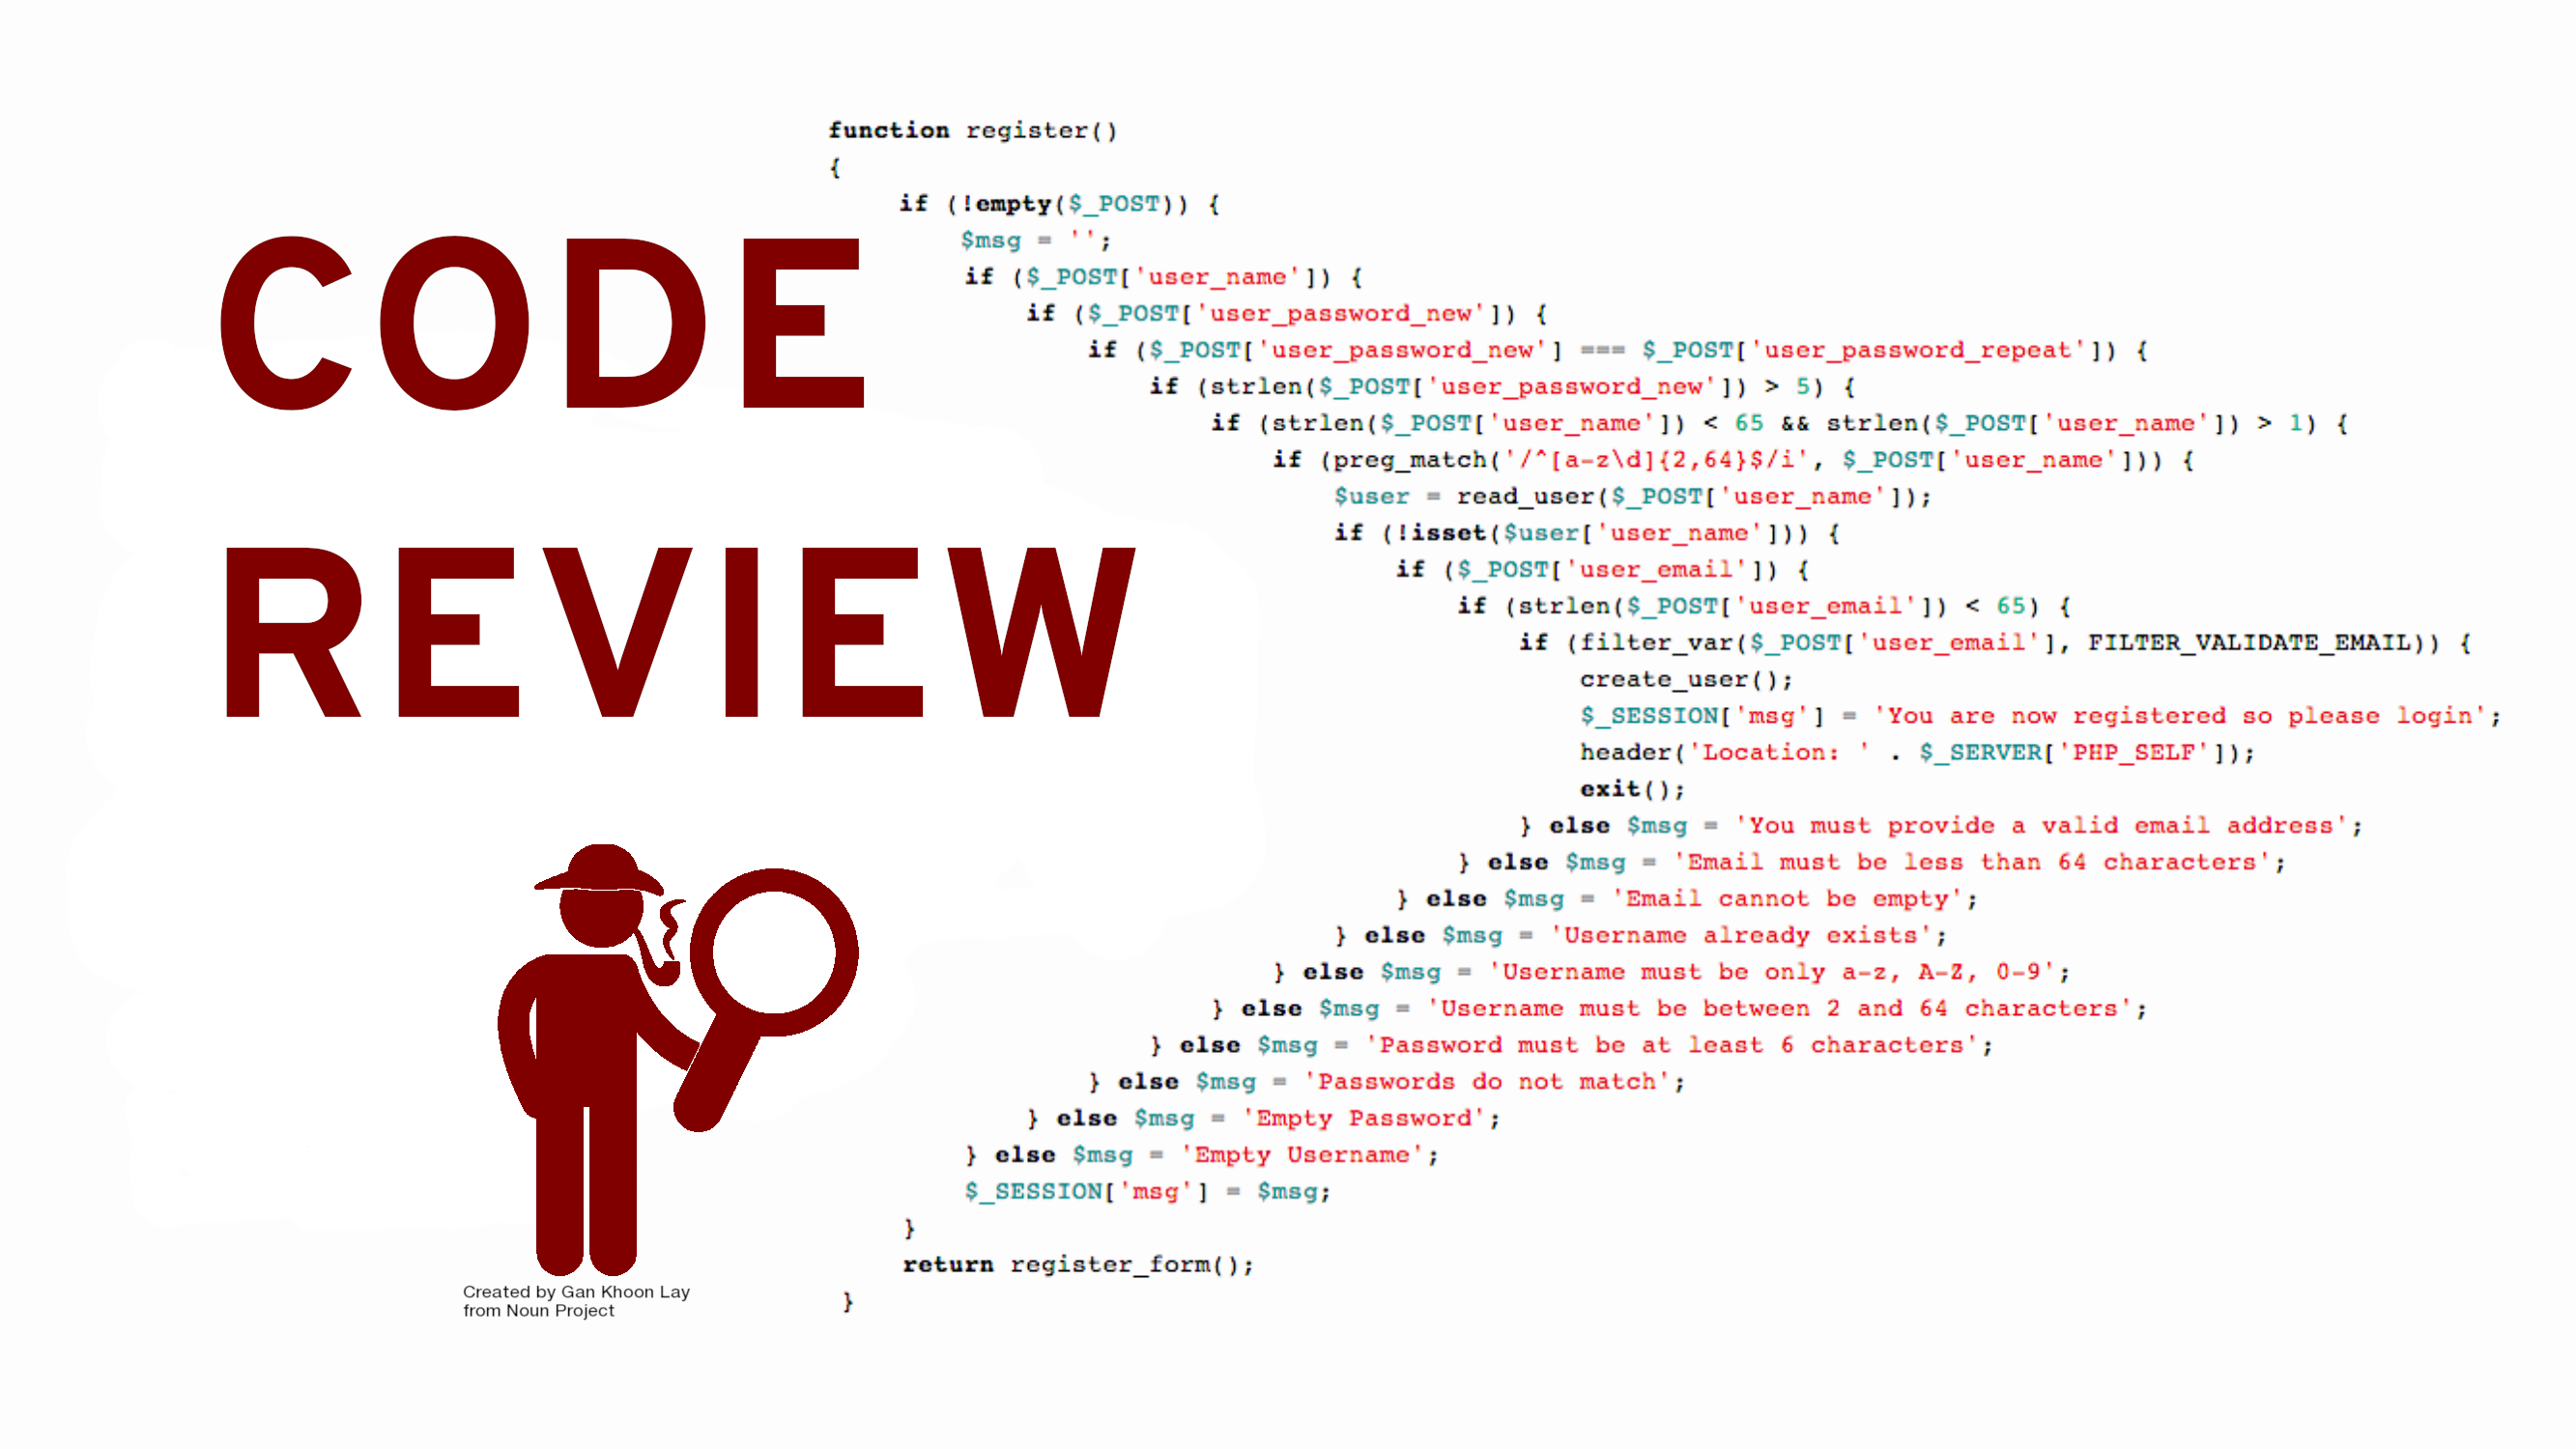 CODE
REVIEW
Created by Gan Khoon Lay
from Noun Project
function register()
{
if (!empty($_POST)) {
$msg = '';
if ($_POST['user_name']) {
if ($_POST['user_password_new']) {
if ($_POST['user_password_new'] === $_POST['user_password_repeat']) {
if (strlen($_POST['user_password_new']) > 5) {
if (strlen($_POST['user_name']) < 65 && strlen($_POST['user_name']) > 1) {
if (preg_match('/^[a-z\d]{2,64}$/i', $_POST['user_name'])) {
$user = read_user($_POST['user_name']);
if (!isset($user['user_name'])) {
if ($_POST['user_email']) {
if (strlen($_POST['user_email']) < 65) {
if (filter_var($_POST['user_email'], FILTER_VALIDATE_EMAIL)) {
create_user();
$_SESSION['msg'] = 'You are now registered so please login';
header('Location: ' . $_SERVER['PHP_SELF']);
exit();
} else $msg = 'You must provide a valid email address';
} else $msg = 'Email must be less than 64 characters';
} else $msg = 'Email cannot be empty';
} else $msg = 'Username already exists';
} else $msg = 'Username must be only a-z, A-Z, 0-9';
} else $msg = 'Username must be between 2 and 64 characters';
} else $msg = 'Password must be at least 6 characters';
} else $msg = 'Passwords do not match';
} else $msg = 'Empty Password';
} else $msg = 'Empty Username';
$_SESSION['msg'] = $msg;
}
return register_form();
}